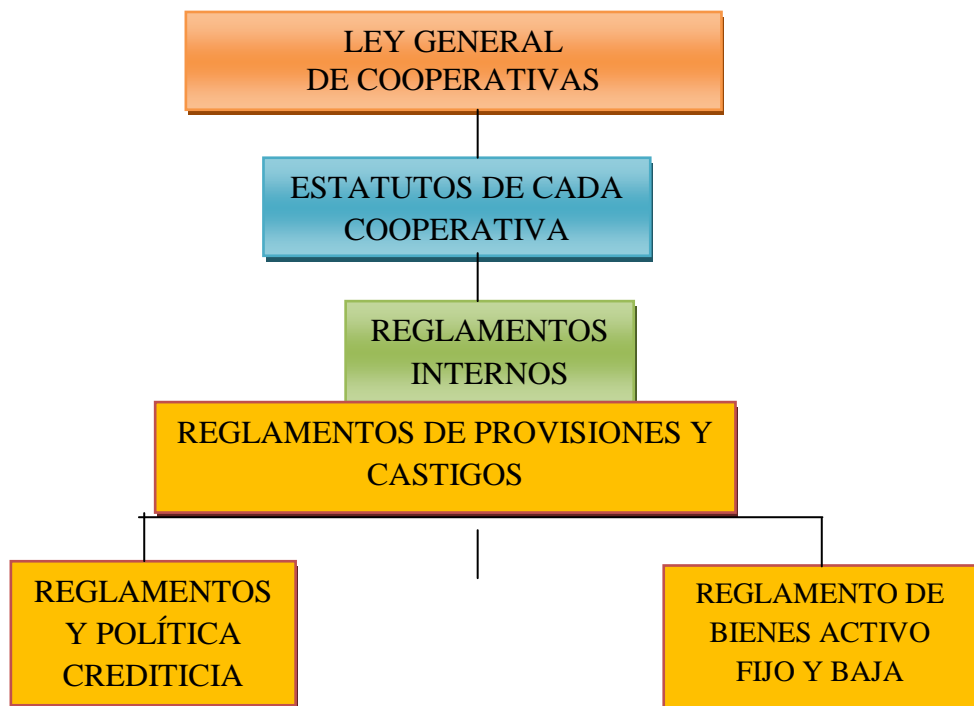 LEY GENERAL
DE COOPERATIVAS
ESTATUTOS DE CADA
COOPERATIVA
REGLAMENTOS
INTERNOS
REGLAMENTOS DE PROVISIONES Y
CASTIGOS
REGLAMENTOS
Y POLÍTICA
CREDITICIA
REGLAMENTO DE
BIENES ACTIVO
FIJO Y BAJA